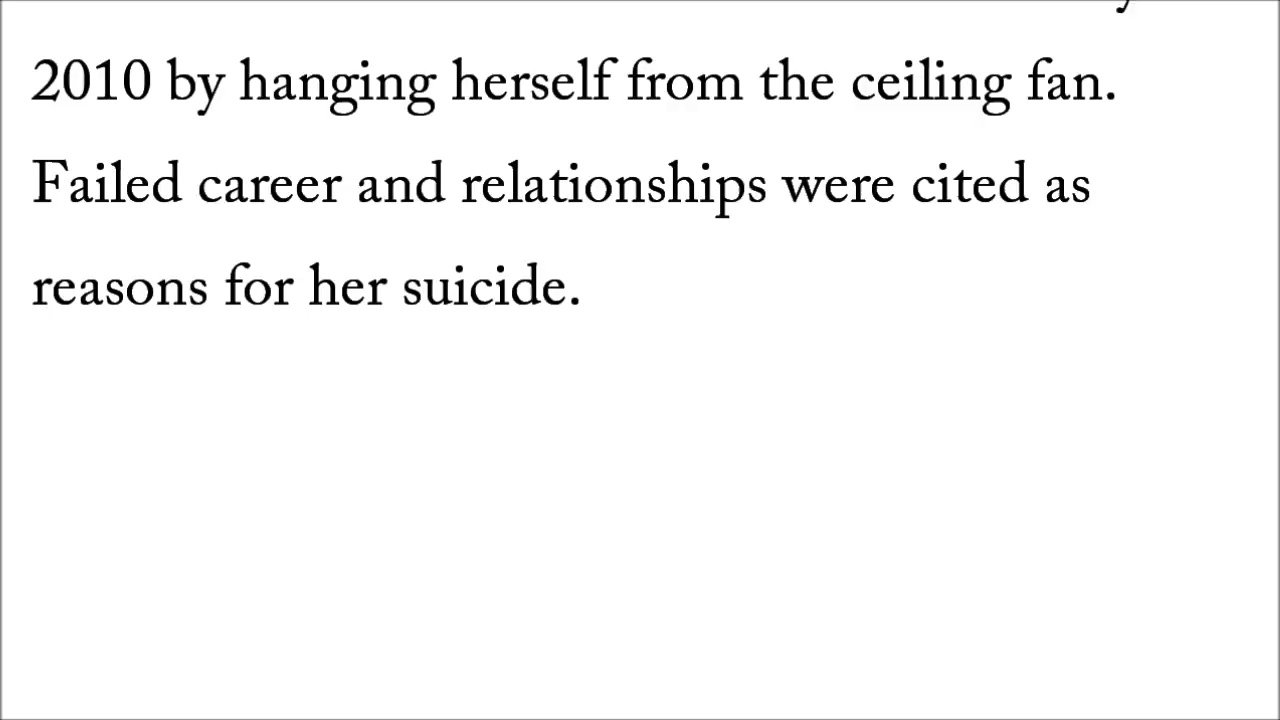 2010 by hanging herself from the ceiling fan.
Failed career and relationships were cited as
reasons for her suicide.